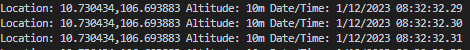 Location: 10.730434,106.693883 Altitude: 10m Date/Time: 1/12/2023 08:32:32.29
Location: 10.730434,106.693883 Altitude: 10m Date/Time: 1/12/2023 08:32:32.30
Location: 10.730434,106.693883 Altitude: 10m Date/Time: 1/12/2023 08:32:32.31